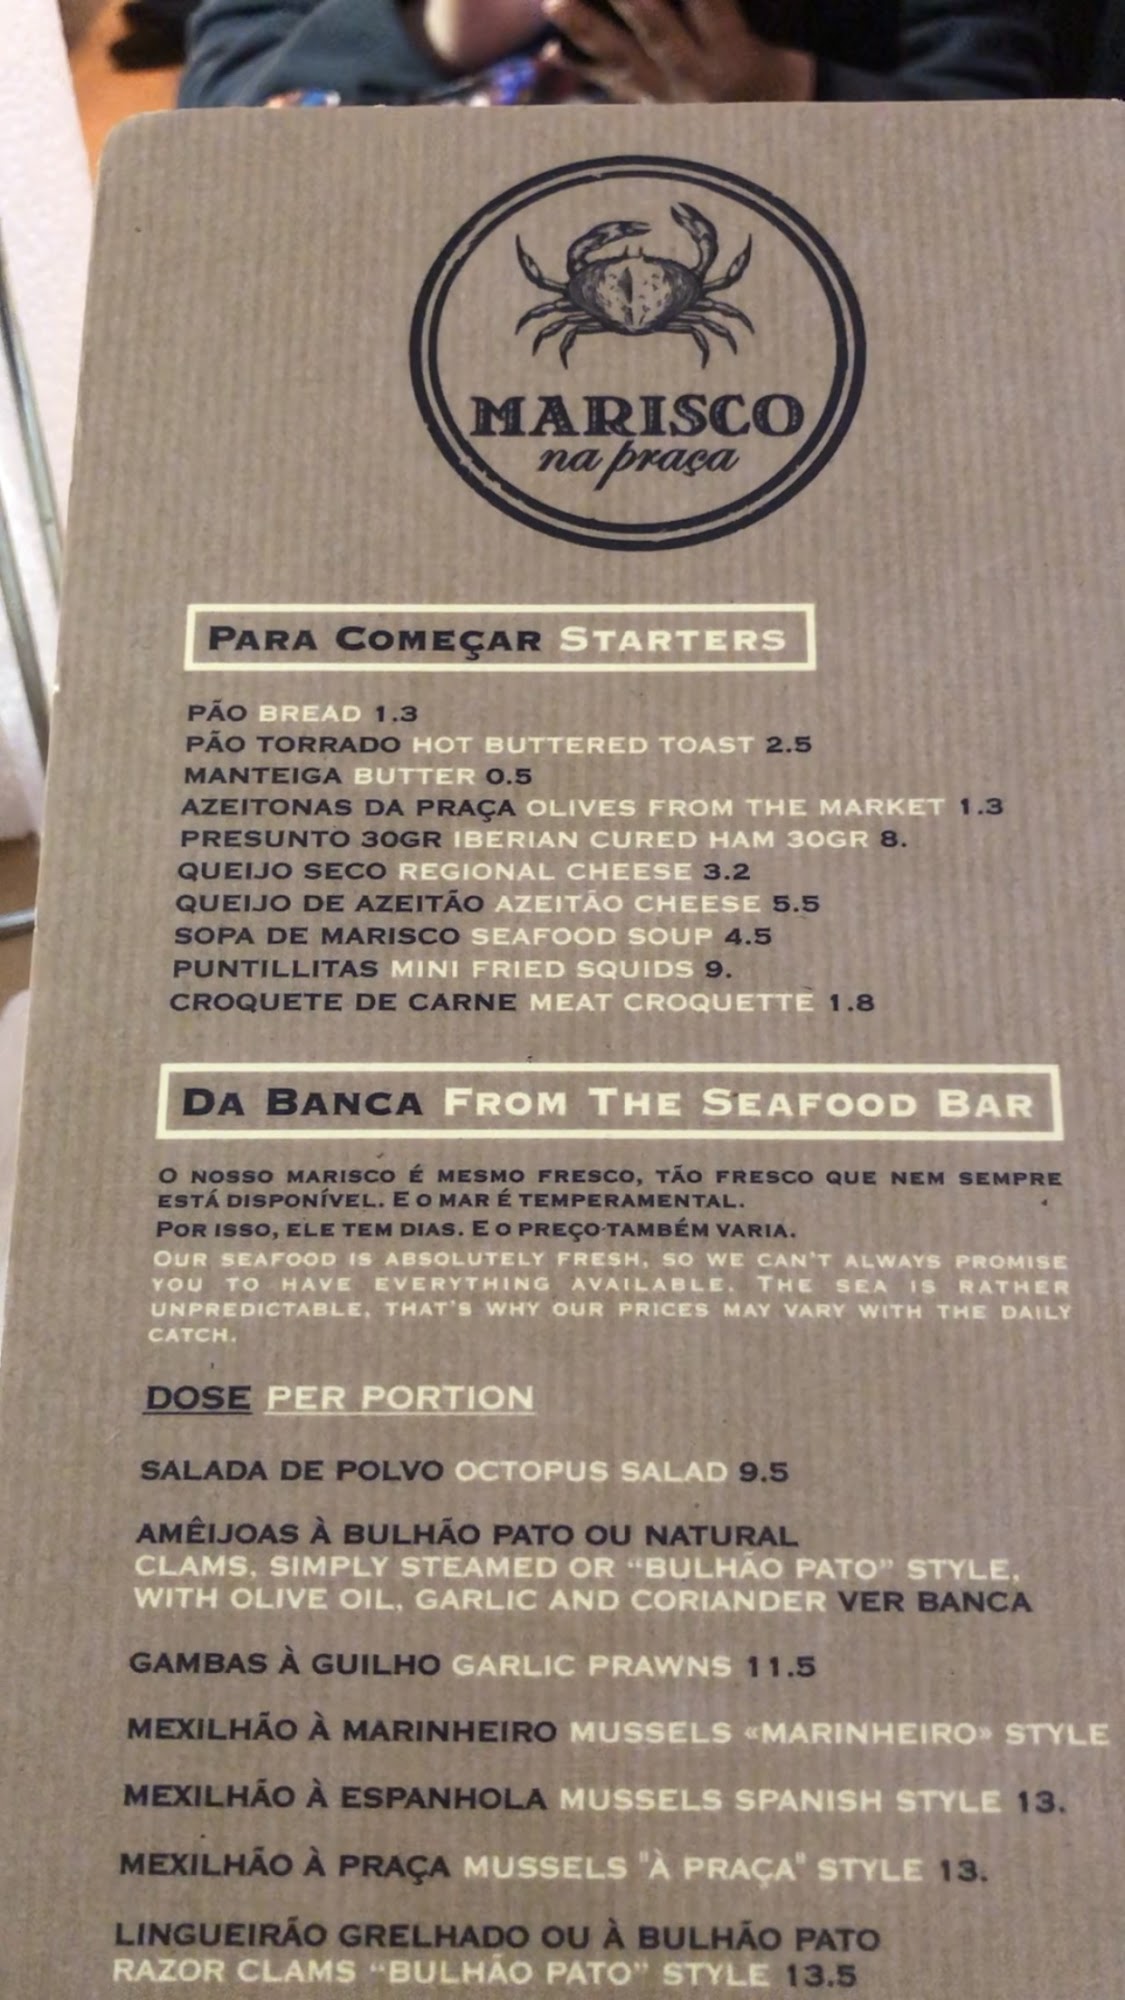 MARISCO
na praça
PARA COMEÇAR STARTERS
PÃO BREAD 1.3
PÃO TORRADO HOT BUTTERED TOAST 2.5
MANTEIGA BUTTER 0.5
AZEITONAS DA PRAÇA OLIVES FROM THE MARKET 1.3
PRESUNTO 30GR IBERIAN CURED HAM 30GR 8.
QUEIJO SECO REGIONAL CHEESE 3.2
QUEIJO DE AZEITÃO AZEITÃO CHEESE 5.5
SOPA DE MARISCO SEAFOOD SOUP 4.5
PUNTILLITAS MINI FRIED SQUIDS 9.
CROQUETE DE CARNE MEAT CROQUETTE 1.8
DA BANCA FROM THE SEAFOOD BAR
O NOSSO MARISCO É MESMO FRESCO, TÃO FRESCO QUE NEM SEMPRE
ESTÁ DISPONÍVEL. E O MAR É TEMPERAMENTAL.
POR ISSO, ELE TEM DIAS. E O PREÇO TAMBÉM VARIA.
OUR SEAFOOD IS ABSOLUTELY FRESH, SO WE CAN'T ALWAYS PROMISE
YOU TO HAVE EVERYTHING AVAILABLE. THE SEA IS RATHER
UNPREDICTABLE, THAT'S WHY OUR PRICES MAY VARY WITH THE DAILY
CATCH.
DOSE PER PORTION
SALADA DE POLVO OCTOPUS SALAD 9.5
AMÊIJOAS À BULHÃO PATO OU NATURAL
CLAMS, SIMPLY STEAMED OR “BULHÃO PATO” STYLE,
WITH OLIVE OIL, GARLIC AND CORIANDER VER BANCA
GAMBAS À GUILHO GARLIC PRAWNS 11.5
MEXILHÃO À MARINHEIRO MUSSELS «MARINHEIRO» STYLE
MEXILHÃO À ESPANHOLA MUSSELS SPANISH STYLE 13.
MEXILHÃO À PRAÇA MUSSELS "À PRAÇA" STYLE 13.
LINGUEIRÃO GRELHADO OU À BULHÃO PATO
RAZOR CLAMS “BULHÃO PATO” STYLE 13.5